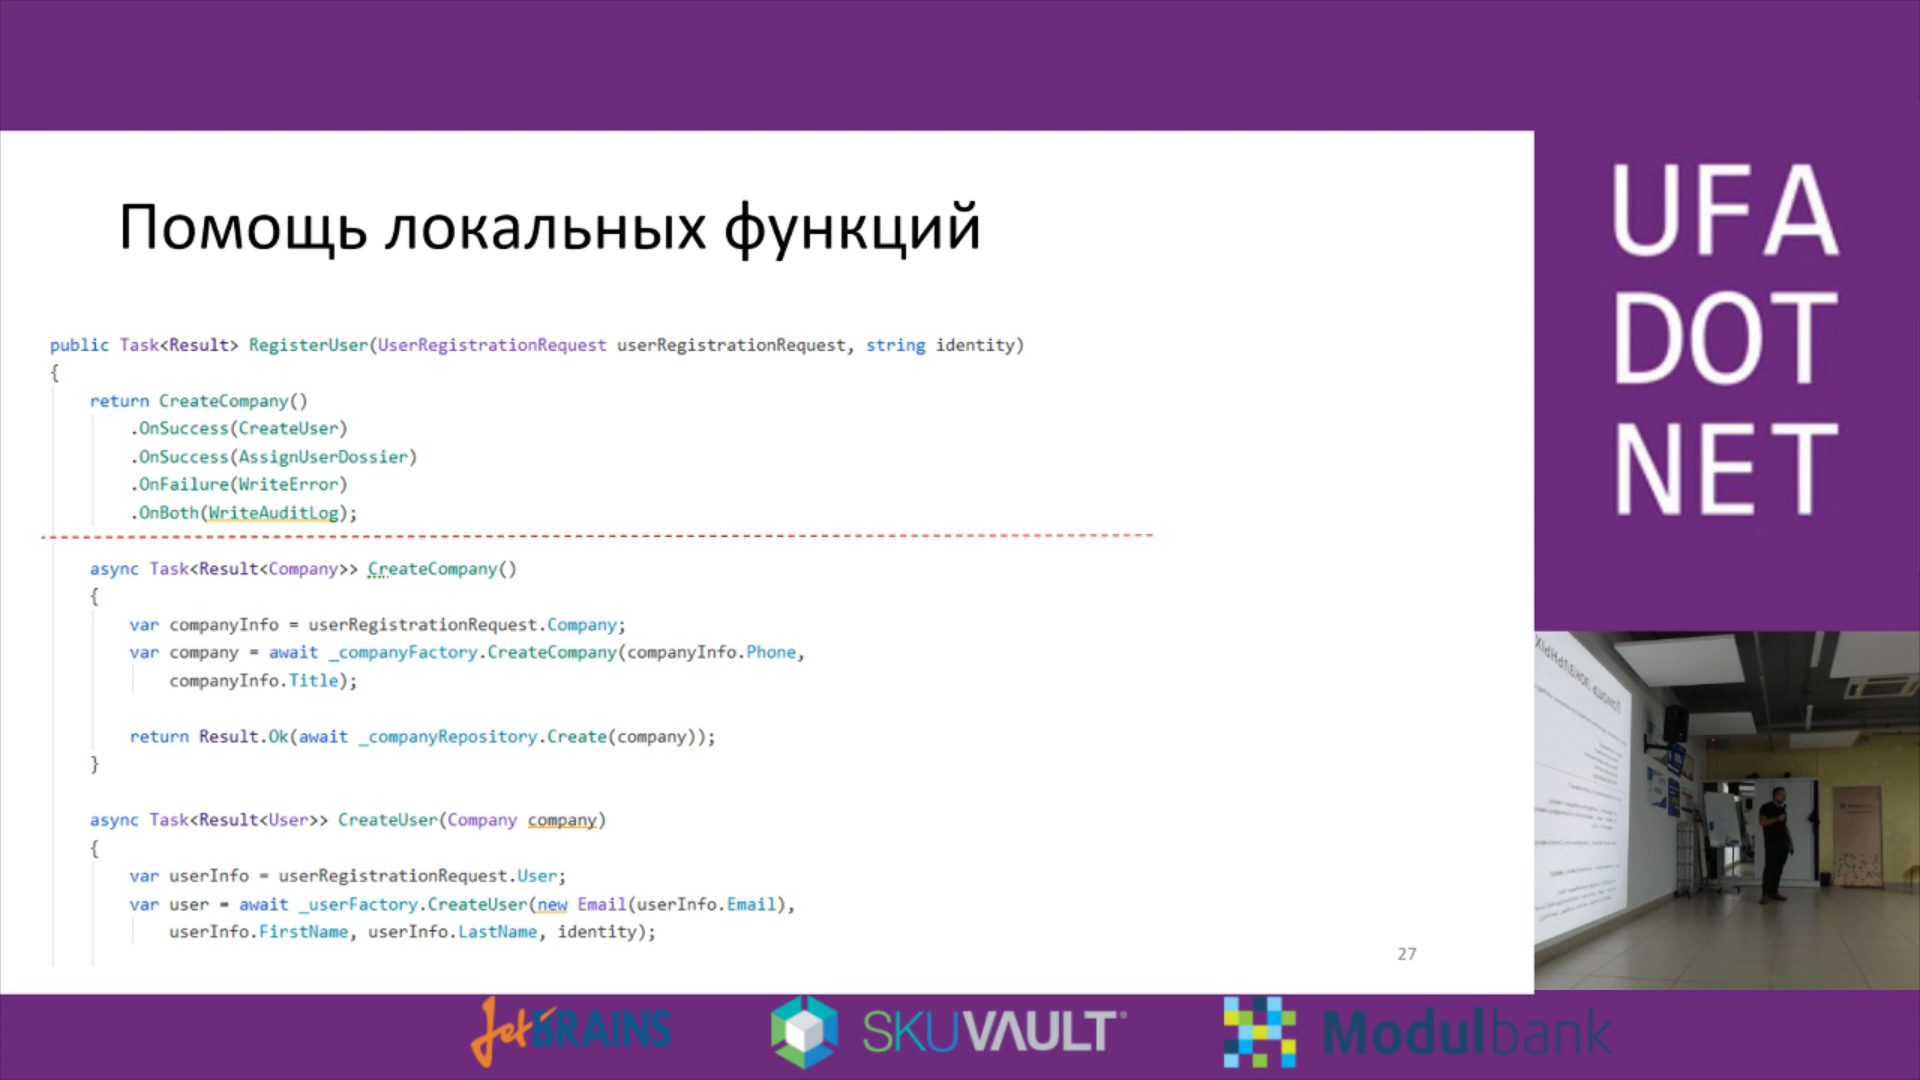 Помощь локальных функций
public Task<Result> RegisterUser(UserRegistrationRequest userRegistrationRequest, string identity)
{
return CreateCompany()
.OnSuccess(CreateUser)
.OnSuccess(AssignUserDossier)
.OnFailure(WriteError)
.OnBoth(WriteAuditLog);
async Task<Result<Company>> CreateCompany()
{
var companyInfo = userRegistrationRequest.Company;
var company = await _companyFactory.CreateCompany(companyInfo.Phone,
companyInfo.Title);
return Result.Ok(await _companyRepository.Create(company));
}
async Task<Result<User>> CreateUser(Company company)
{
var userInfo = userRegistrationRequest.User;
var user = await _userFactory.CreateUser(new Email(userInfo.Email),
userInfo.FirstName, userInfo.LastName, identity);
27
UFA
DOT
NET
JetBRAINS
SKUVAULT®
Modulbank